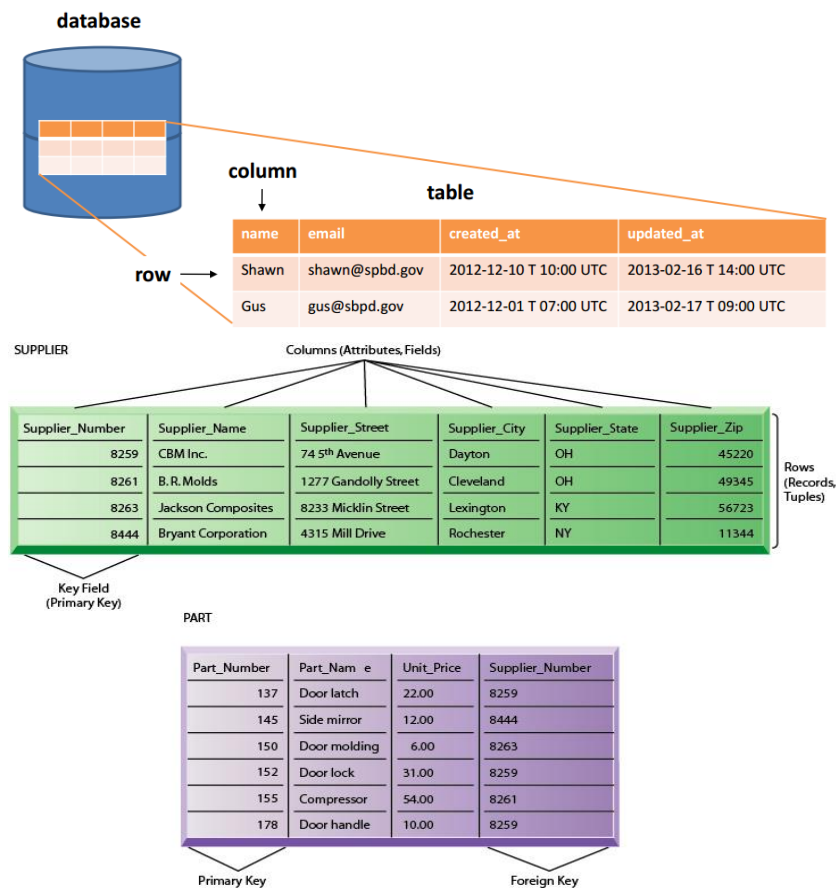 database
column
table
name email created_at updated_at
row
Shawn shawn@spbd.gov 2012-12-10 T 10:00 UTC 2013-02-16 T 14:00 UTC
Gus gus@sbpd.gov 2012-12-01 T 07:00 UTC 2013-02-17 T 09:00 UTC
SUPPLIER
Columns (Attributes, Fields)
Supplier_Number Supplier_Name Supplier_Street Supplier_City Supplier_State Supplier_Zip
8259 CBM Inc. 74 5th Avenue Dayton OH 45220
8261 B. R. Molds 1277 Gandolly Street Cleveland OH 49345
8263 Jackson Composites 8233 Micklin Street Lexington KY 56723
8444 Bryant Corporation 4315 Mill Drive Rochester NY 11344
Rows
(Records,
Tuples)
Key Field
(Primary Key)
PART
Part_Number Part_Nam e Unit_Price Supplier_Number
137 Door latch 22.00 8259
145 Side mirror 12.00 8444
150 Door molding 6.00 8263
152 Door lock 31.00 8259
155 Compressor 54.00 8261
178 Door handle 10.00 8259
Primary Key
Foreign Key